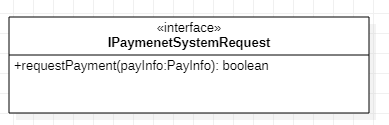 «interface»
IPaymenetSystemRequest
+requestPayment(payInfo:PayInfo): boolean